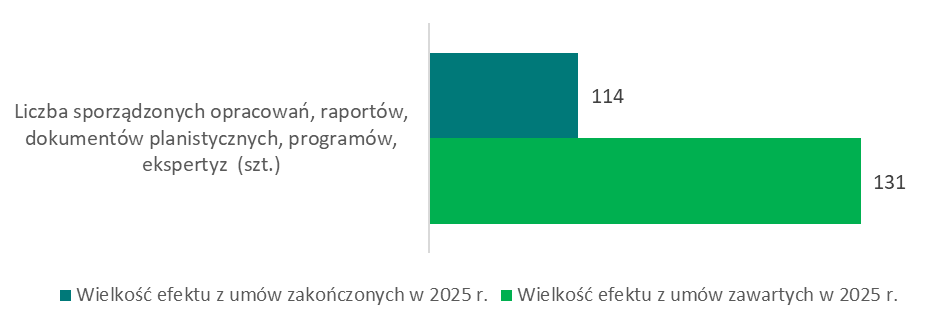 Liczba sporządzonych opracowań, raportów,
dokumentów planistycznych, programów,
ekspertyz  (szt.)
114
131
Wielkość efektu z umów zakończonych w 2025 r.
Wielkość efektu z umów zawartych w 2025 r.